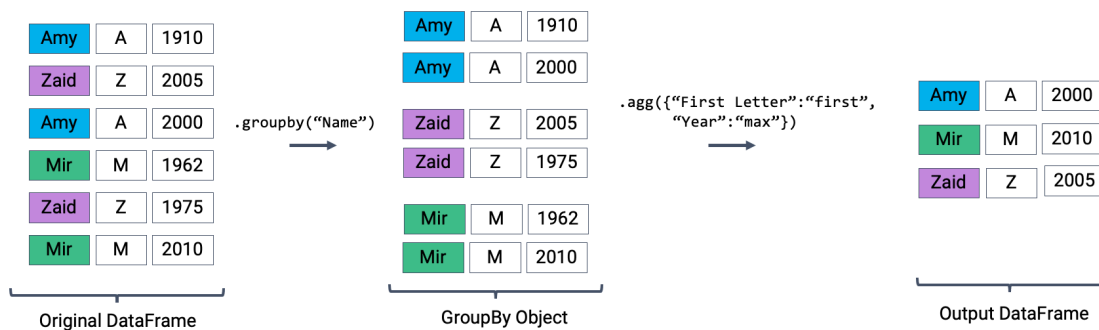 Amy A 1910
Zaid Z 2005
Amy A 2000
Mir M 1962
Zaid Z 1975
Mir M 2010
Original DataFrame
.groupby(“Name”)
Amy A 1910
Amy A 2000
Zaid Z 2005
Zaid Z 1975
Mir M 1962
Mir M 2010
GroupBy Object
.agg({“First Letter”:“first”,
“Year”:“max”})
Amy A 2000
Mir M 2010
Zaid Z 2005
Output DataFrame